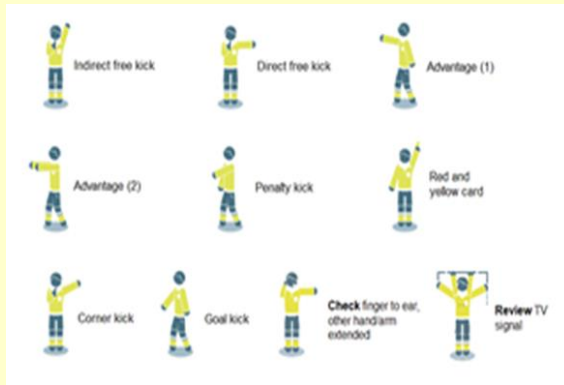 Indirect free kick
Direct free kick
Advantage (1)
Advantage (2)
Penalty kick
Red and
yellow card
Corner kick
Goal kick
Check finger to ear,
other hand/arm
extended
Review TV
signal